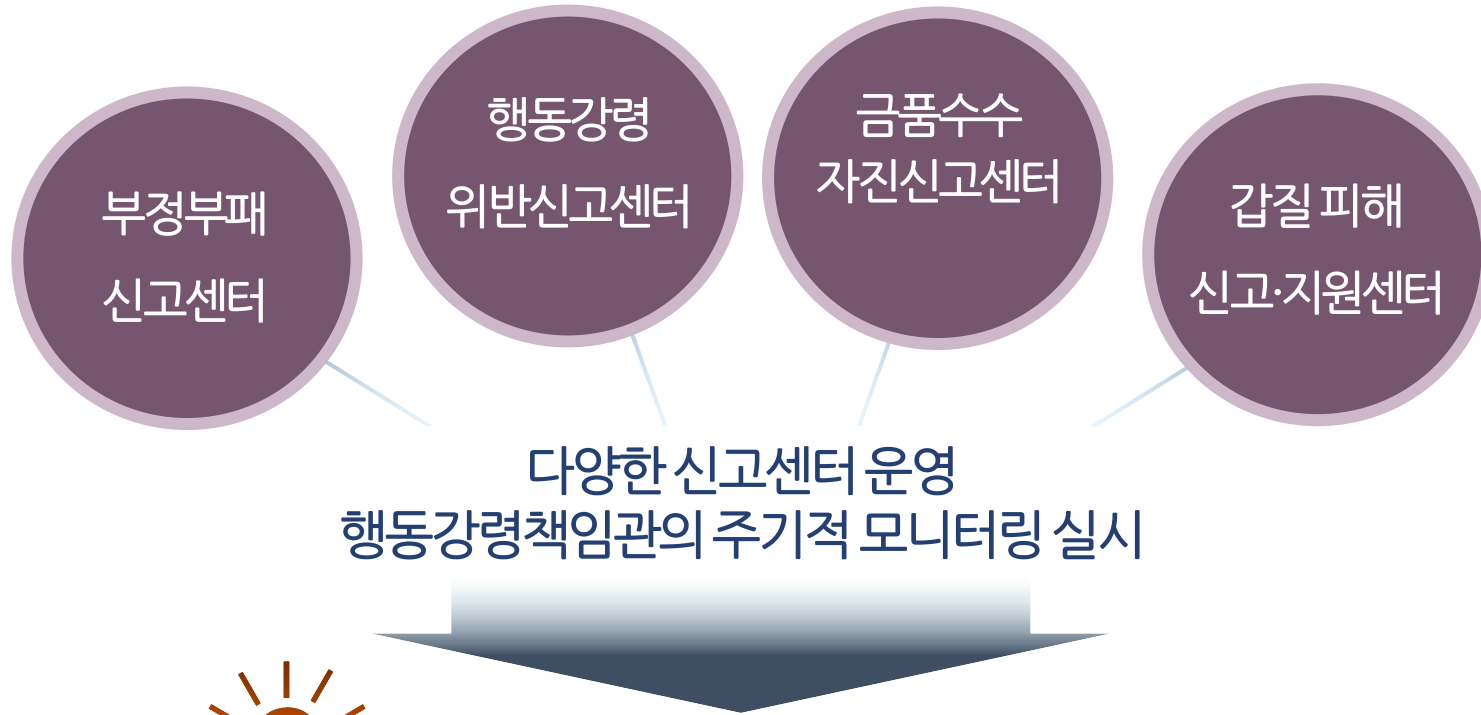 부정부패
신고센터
행동강령
위반신고센터
금품수수
자진신고센터
갑질 피해
신고·지원센터
다양한 신고센터 운영
행동강령책임관의 주기적 모니터링 실시